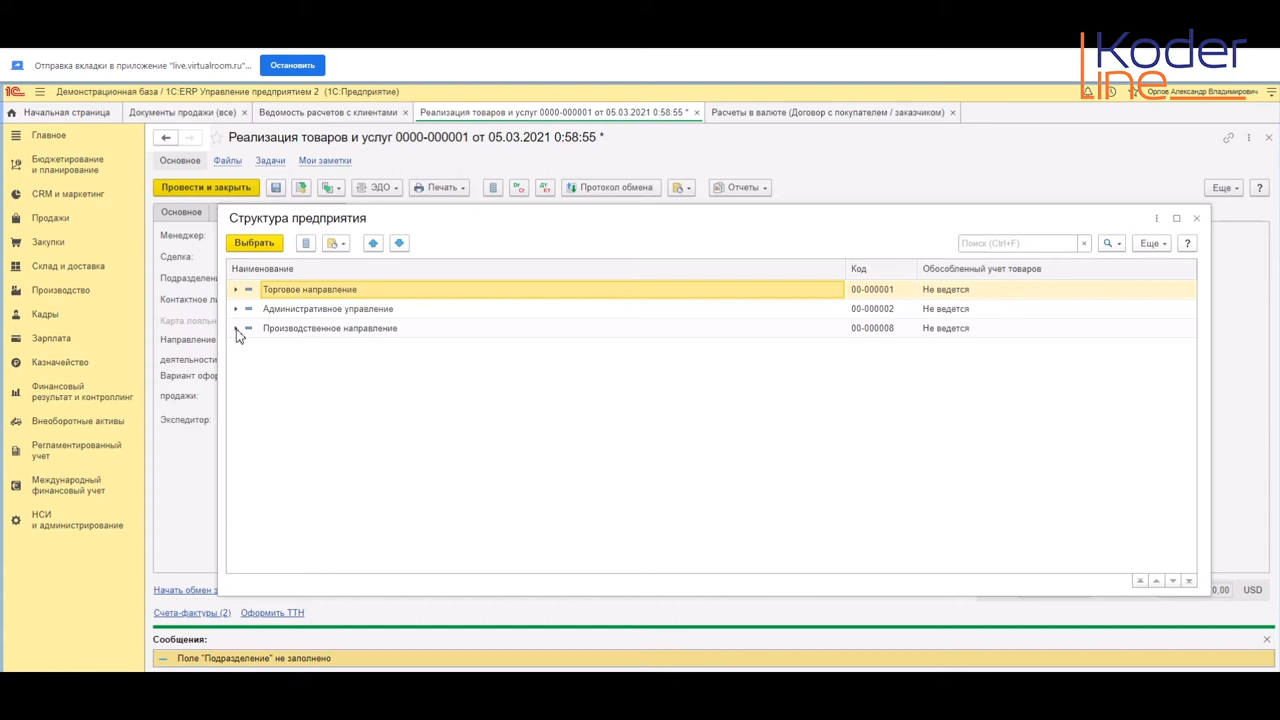 Koder
Line
Отправка вкладки в приложение "live.virtualroom.ru"...
Остановить
Демонстрационная база / 1С:ERP Управление предприятием 2 (1С:Предприятие)
Орлов Александр Владимирович
Начальная страница
Документы продажи (все) ×
Ведомость расчетов с клиентами ×
Реализация товаров и услуг 0000-000001 от 05.03.2021 0:58:55 * ×
Расчеты в валюте (Договор с покупателем / заказчиком) ×
Главное
Бюджетирование
и планирование
CRM и маркетинг
Продажи
Закупки
Склад и доставка
Производство
Кадры
Зарплата
Казначейство
Финансовый
результат и контроллинг
Внеоборотные активы
Регламентированный
учет
Международный
финансовый учет
НСИ
и администрирование
Реализация товаров и услуг 0000-000001 от 05.03.2021 0:58:55 *
Основное Файлы Задачи Мои заметки
Провести и закрыть ЭДО Печать Протокол обмена Отчеты Еще ?
Основное
Менеджер:
Сделка:
Подразделени
Контактное ли
Карта лояльн
Направление
деятельности
Вариант офор
продажи:
Экспедитор:
Структура предприятия
Выбрать Поиск (Ctrl+F) × Еще ?
Наименование Код Обособленный учет товаров
Торговое направление 00-000001 Не ведется
Административное управление 00-000002 Не ведется
Производственное направление 00-000008 Не ведется
Начать обмен
0,00 USD
Счета-фактуры (2) Оформить ТТН
Сообщения:
Поле "Подразделение" не заполнено